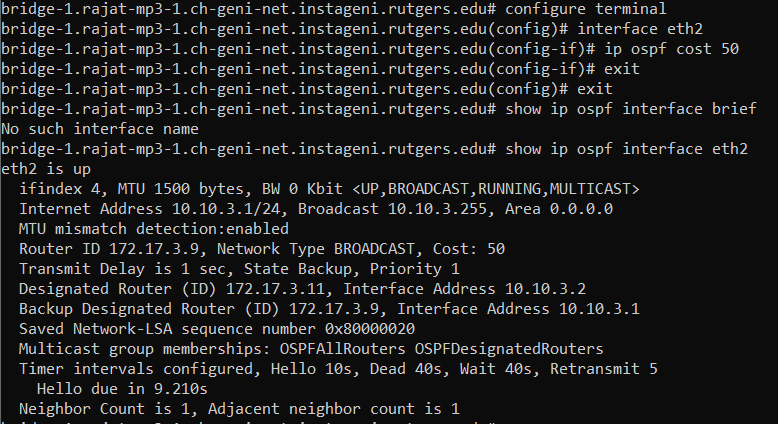 bridge-1.rajat-mp3-1.ch-geni-net.instageni.rutgers.edu# configure terminal
bridge-1.rajat-mp3-1.ch-geni-net.instageni.rutgers.edu(config)# interface eth2
bridge-1.rajat-mp3-1.ch-geni-net.instageni.rutgers.edu(config-if)# ip ospf cost 50
bridge-1.rajat-mp3-1.ch-geni-net.instageni.rutgers.edu(config-if)# exit
bridge-1.rajat-mp3-1.ch-geni-net.instageni.rutgers.edu(config)# exit
bridge-1.rajat-mp3-1.ch-geni-net.instageni.rutgers.edu# show ip ospf interface brief
No such interface name
bridge-1.rajat-mp3-1.ch-geni-net.instageni.rutgers.edu# show ip ospf interface eth2
eth2 is up
  ifindex 4, MTU 1500 bytes, BW 0 Kbit <UP,BROADCAST,RUNNING,MULTICAST>
  Internet Address 10.10.3.1/24, Broadcast 10.10.3.255, Area 0.0.0.0
  MTU mismatch detection:enabled
  Router ID 172.17.3.9, Network Type BROADCAST, Cost: 50
  Transmit Delay is 1 sec, State Backup, Priority 1
  Designated Router (ID) 172.17.3.11, Interface Address 10.10.3.2
  Backup Designated Router (ID) 172.17.3.9, Interface Address 10.10.3.1
  Saved Network-LSA sequence number 0x80000020
  Multicast group memberships: OSPFAllRouters OSPFDesignatedRouters
  Timer intervals configured, Hello 10s, Dead 40s, Wait 40s, Retransmit 5
    Hello due in 9.210s
  Neighbor Count is 1, Adjacent neighbor count is 1